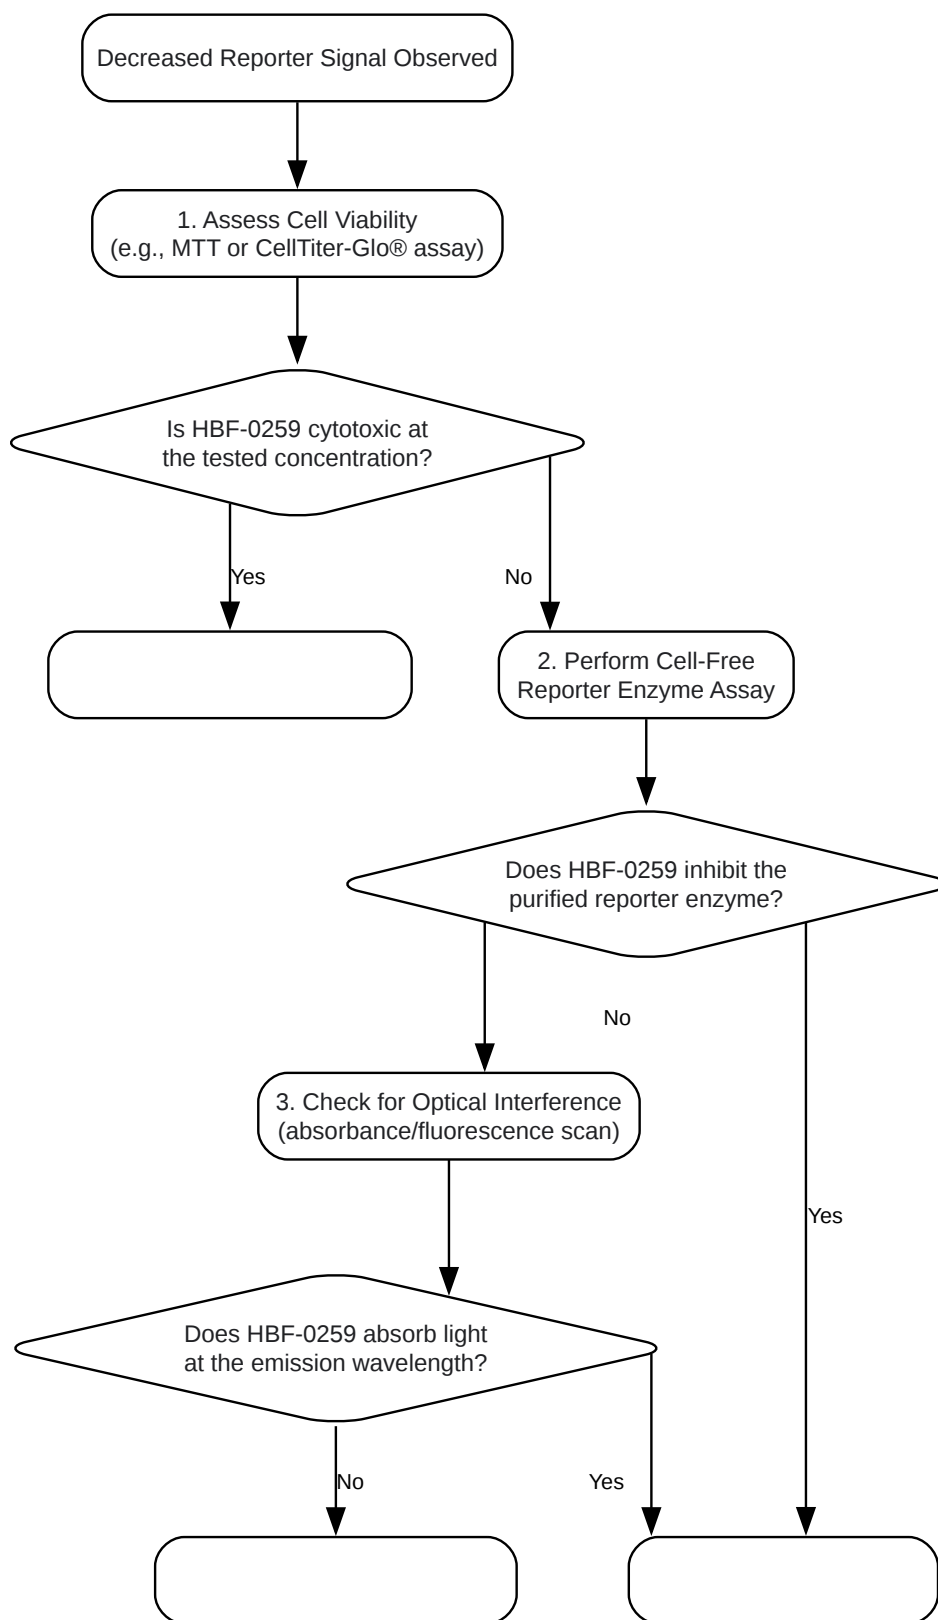 Decreased Reporter Signal Observed
1. Assess Cell Viability
(e.g., MTT or CellTiter-Glo® assay)
Is HBF-0259 cytotoxic at
the tested concentration?
Yes
No
2. Perform Cell-Free
Reporter Enzyme Assay
Does HBF-0259 inhibit the
purified reporter enzyme?
No
3. Check for Optical Interference
(absorbance/fluorescence scan)
Yes
Does HBF-0259 absorb light
at the emission wavelength?
No
Yes